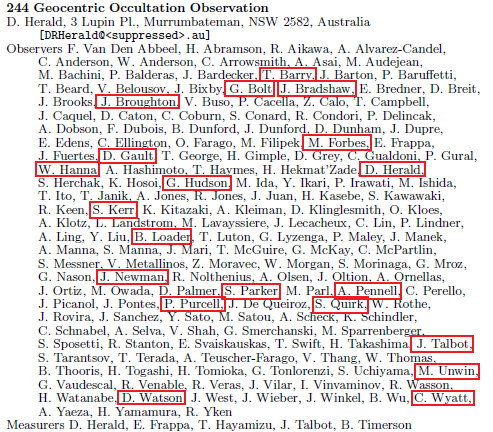 244 Geocentric Occultation Observation
D. Herald, 3 Lupin Pl., Murrumbateman, NSW 2582, Australia
[DRHerald@<suppressed>.au]
Observers F. Van Den Abbeel, H. Abramson, R. Aikawa, A. Alvarez-Candel,
C. Anderson, W. Anderson, C. Arrowsmith, A. Asai, M. Audejean,
M. Bachini, P. Balderas, J. Bardecker, T. Barry, J. Barton, P. Baruffetti,
T. Beard, V. Belousov, J. Bixby, G. Bolt, J. Bradshaw, E. Bredner, D. Breit,
J. Brooks, J. Broughton, V. Buso, P. Cacella, Z. Calo, T. Campbell,
J. Caquel, D. Caton, C. Coburn, S. Conard, R. Condori, P. Delincak,
A. Dobson, F. Dubois, B. Dunford, J. Dunford, D. Dunham, J. Dupre,
E. Edens, C. Ellington, O. Farago, M. Filipek, M. Forbes, E. Frappa,
J. Fuertes, D. Gault, T. George, H. Gimple, D. Grey, C. Gualdoni, P. Gural,
W. Hanna, A. Hashimoto, T. Haymes, H. Hekmat'Zade, D. Herald,
S. Herchak, K. Hosoi, G. Hudson, M. Ida, Y. Ikari, P. Irawati, M. Ishida,
T. Ito, T. Janik, A. Jones, R. Jones, J. Juan, H. Kasebe, S. Kawawaki,
R. Keen, S. Kerr, K. Kitazaki, A. Kleiman, D. Klinglesmith, O. Kloes,
A. Klotz, L. Landstrom, M. Lavayssiere, J. Lecacheux, C. Lin, P. Lindner,
A. Ling, Y. Liu, B. Loader, T. Luton, G. Lyzenga, P. Maley, J. Manek,
A. Manna, S. Manna, J. Mari, T. McGuire, G. McKay, C. McPartlin,
S. Messner, V. Metallinos, Z. Moravec, W. Morgan, S. Morinaga, G. Mroz,
G. Nason, J. Newman, R. Nolthenius, A. Olsen, J. Oltion, A. Ornellas,
J. Ortiz, M. Owada, D. Palmer, S. Parker, M. Parl, A. Pennell, C. Perello,
J. Picanol, J. Pontes, P. Purcell, J. De Queiroz, S. Quirk, W. Rothe,
J. Rovira, J. Sanchez, Y. Sato, M. Satou, A. Scheck, K. Schindler,
C. Schnabel, A. Selva, V. Shah, G. Smerchanski, M. Sparrenberger,
S. Sposetti, R. Stanton, E. Svaiskauskas, T. Swift, H. Takashima, J. Talbot,
S. Tarantsov, T. Terada, A. Teuscher-Farago, V. Thang, W. Thomas,
B. Thooris, H. Togashi, H. Tomioka, G. Tonlorenzi, S. Uchiyama, M. Unwin,
G. Vaudescal, R. Venable, R. Veras, J. Vilar, I. Vinvaminov, R. Wasson,
H. Watanabe, D. Watson, J. West, J. Wieber, J. Winkel, B. Wu, C. Wyatt,
A. Yaeza, H. Yamamura, R. Yken
Measurers D. Herald, E. Frappa, T. Hayamizu, J. Talbot, B. Timerson